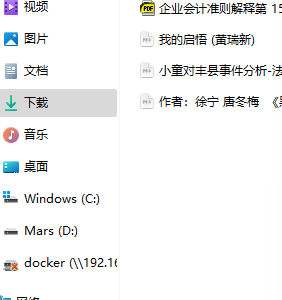 视频
图片
文档
下载
音乐
桌面
Windows (C:)
Mars (D:)
docker (\\192.16
网络
企业会计准则解释第 15
我的启悟 (黄瑞新)
小童对丰县事件分析-法
作者：徐宁 唐冬梅 《